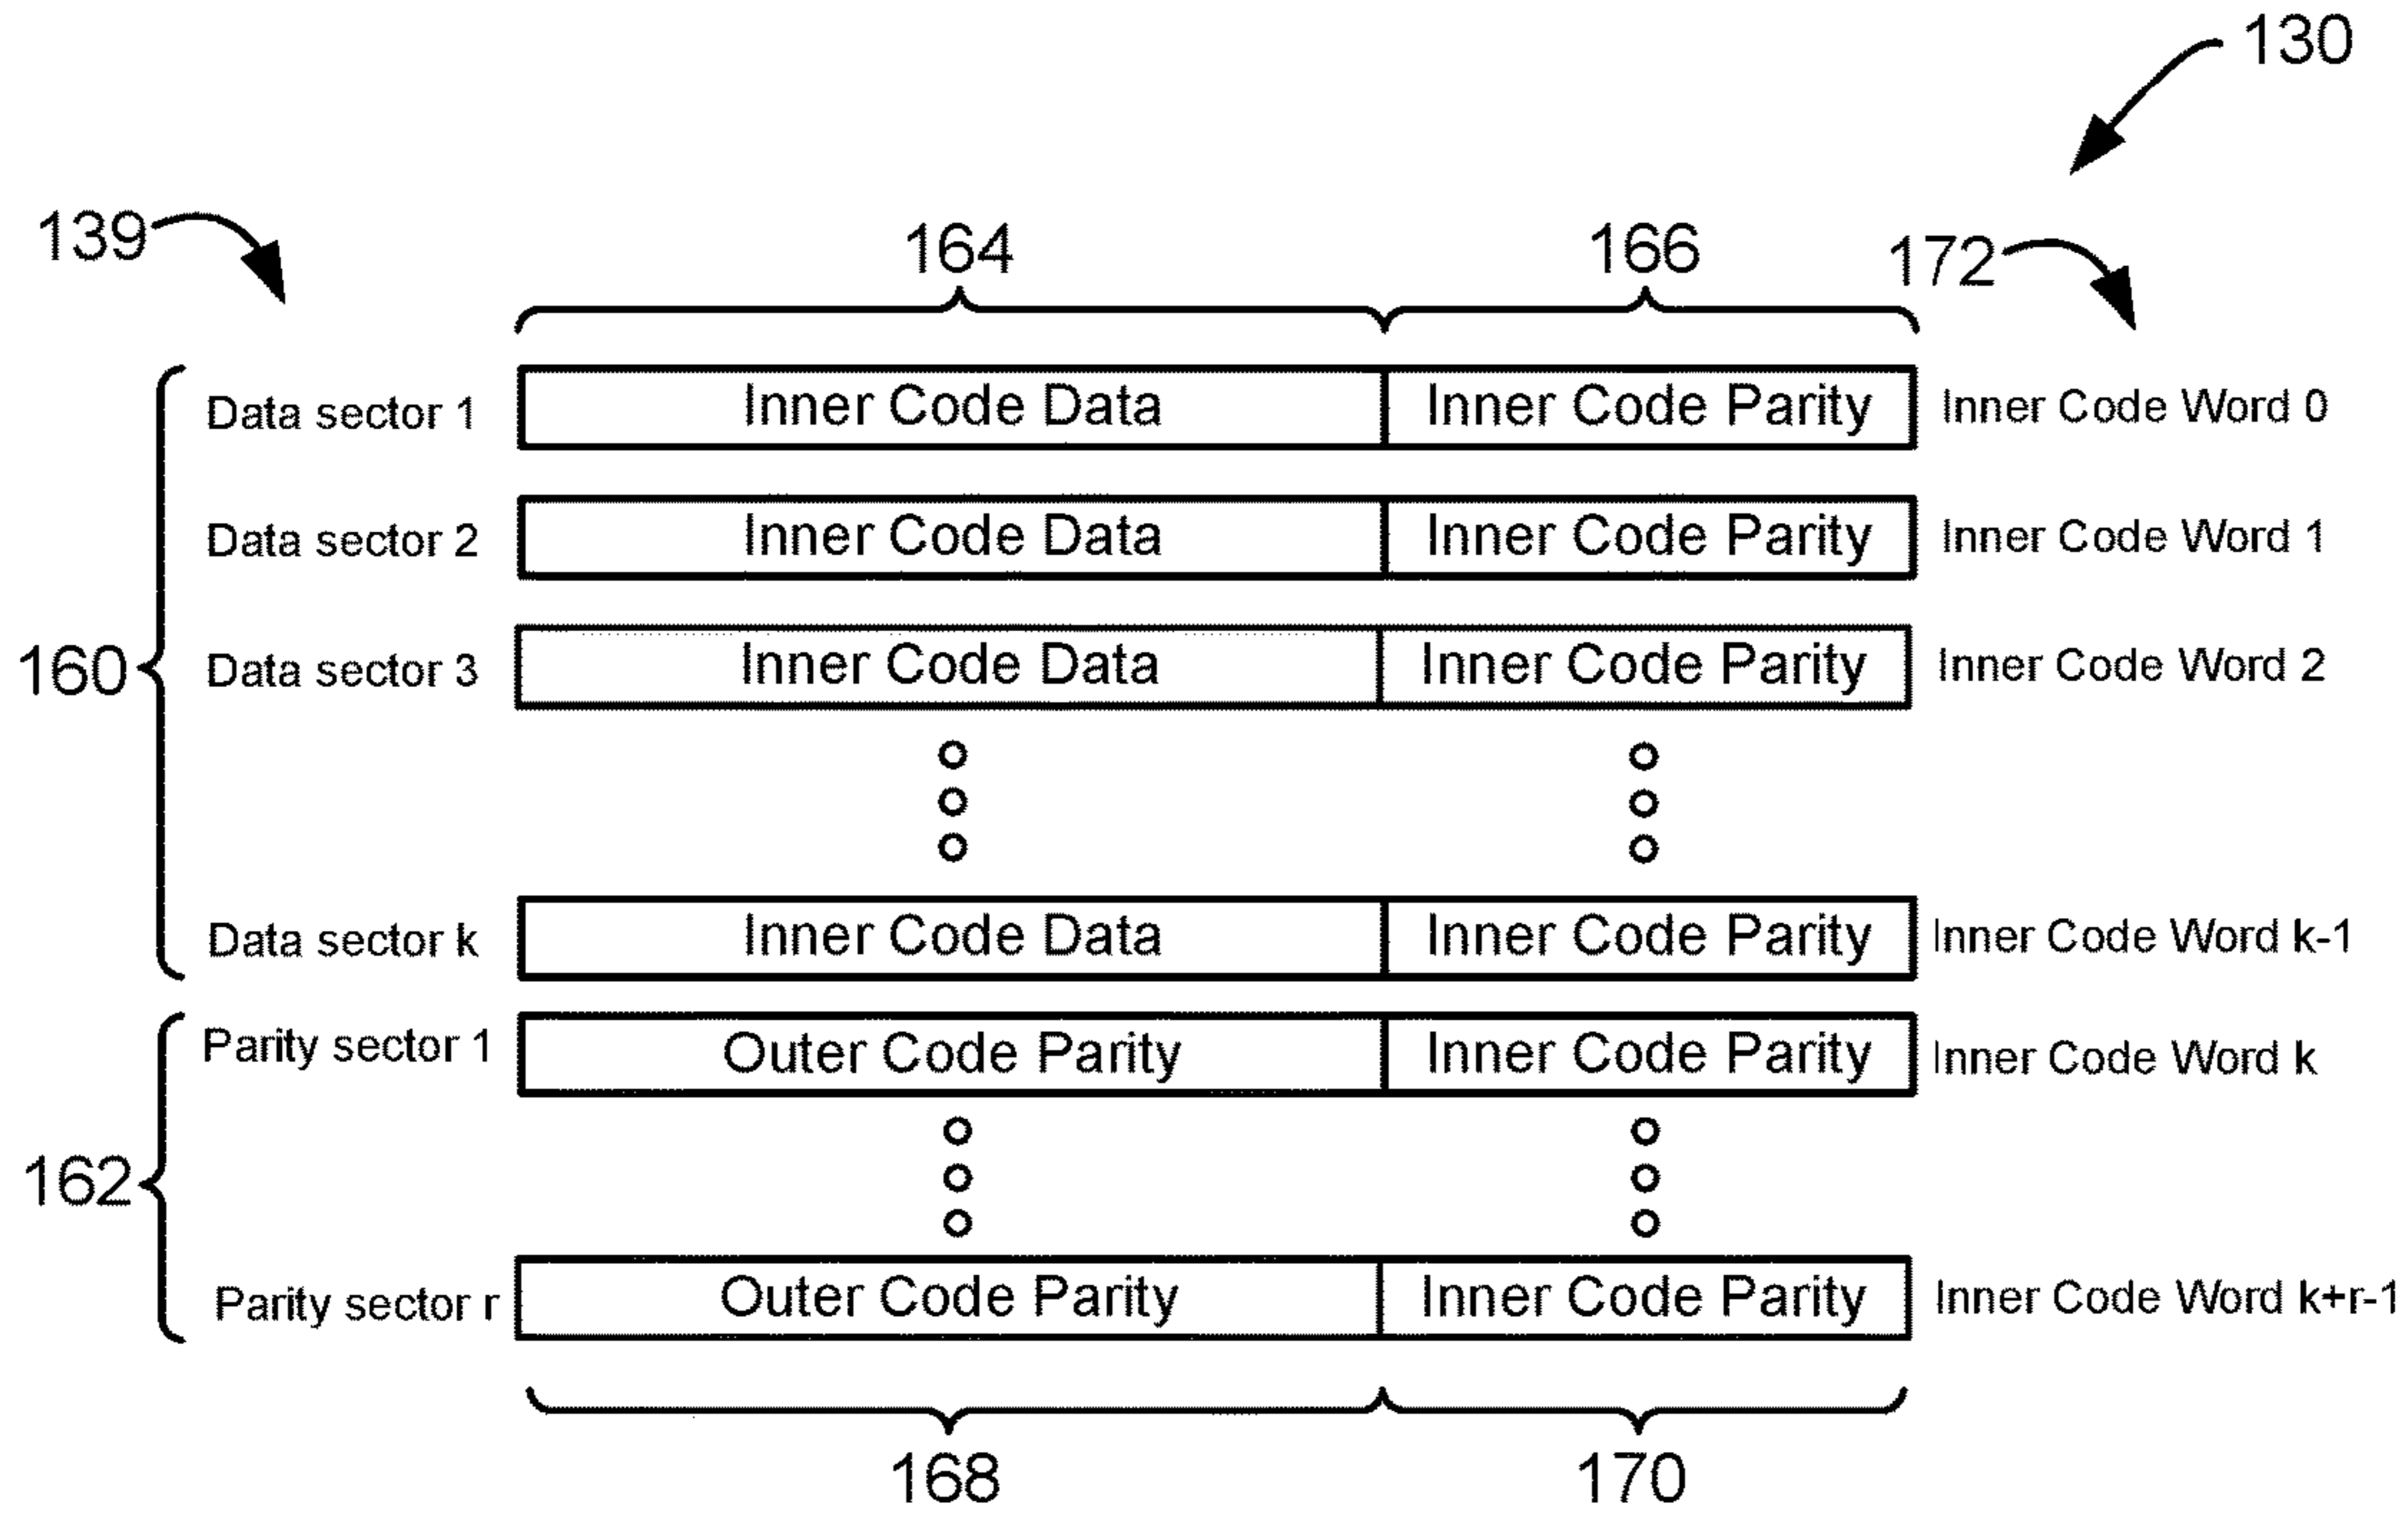 130
139
164
166
172
Data sector 1 Inner Code Data Inner Code Parity Inner Code Word 0
Data sector 2 Inner Code Data Inner Code Parity Inner Code Word 1
160
Data sector 3 Inner Code Data Inner Code Parity Inner Code Word 2
Data sector k Inner Code Data Inner Code Parity Inner Code Word k-1
Parity sector 1 Outer Code Parity Inner Code Parity Inner Code Word k
162
Parity sector r Outer Code Parity Inner Code Parity Inner Code Word k+r-1
168
170